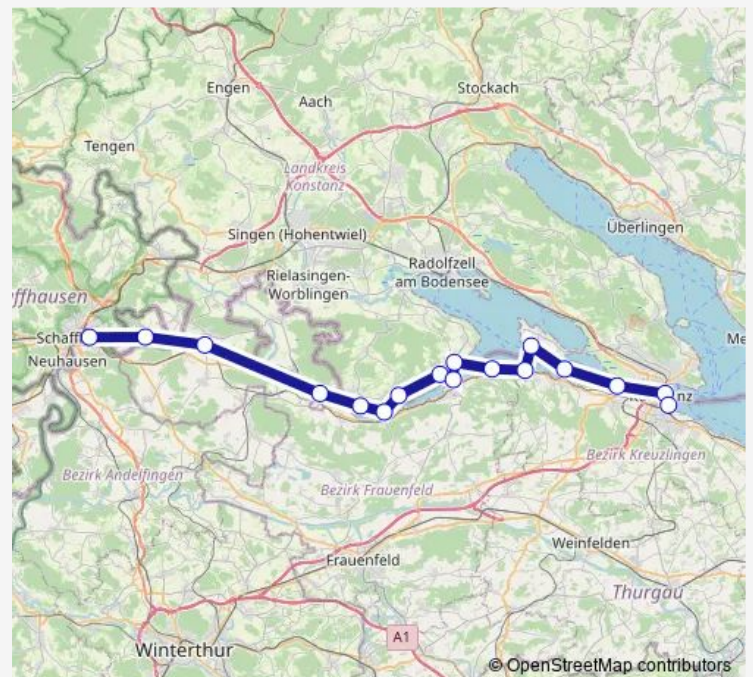 Engen
Stockach
Aach
Tengen
Landkreis
Konstanz
Überlingen
Singen (Hohentwiel)
Radolfzell
am Bodensee
Rielasingen-
Worblingen
ffhausen
Schaff
Neuhausen
Me
nz
Bezirk Kreuzlingen
Bezirk Andelfingen
Bezirk Frauenfeld
Weinfelden
Frauenfeld
Thurgau
A1
Winterthur
© OpenStreetMap contributors